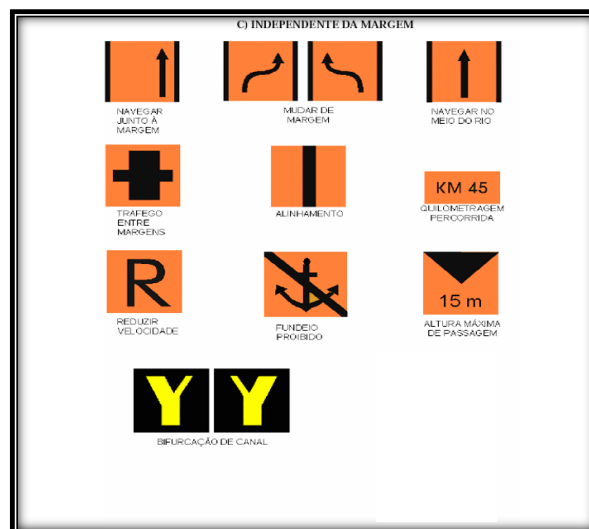 C) INDEPENDENTE DA MARGEM
NAVEGAR
JUNTO À
MARGEM
MUDAR DE
MARGEM
NAVEGAR NO
MEIO DO RIO
TRAFEGO
ENTRE
MARGENS
ALINHAMENTO
KM 45
QUILOMETRAGEM
PERCORRIDA
R
REDUZIR
VELOCIDADE
FUNDEIO
PROIBIDO
15 m
ALTURA MÁXIMA
DE PASSAGEM
Y Y
BIFURCAÇÃO DE CANAL